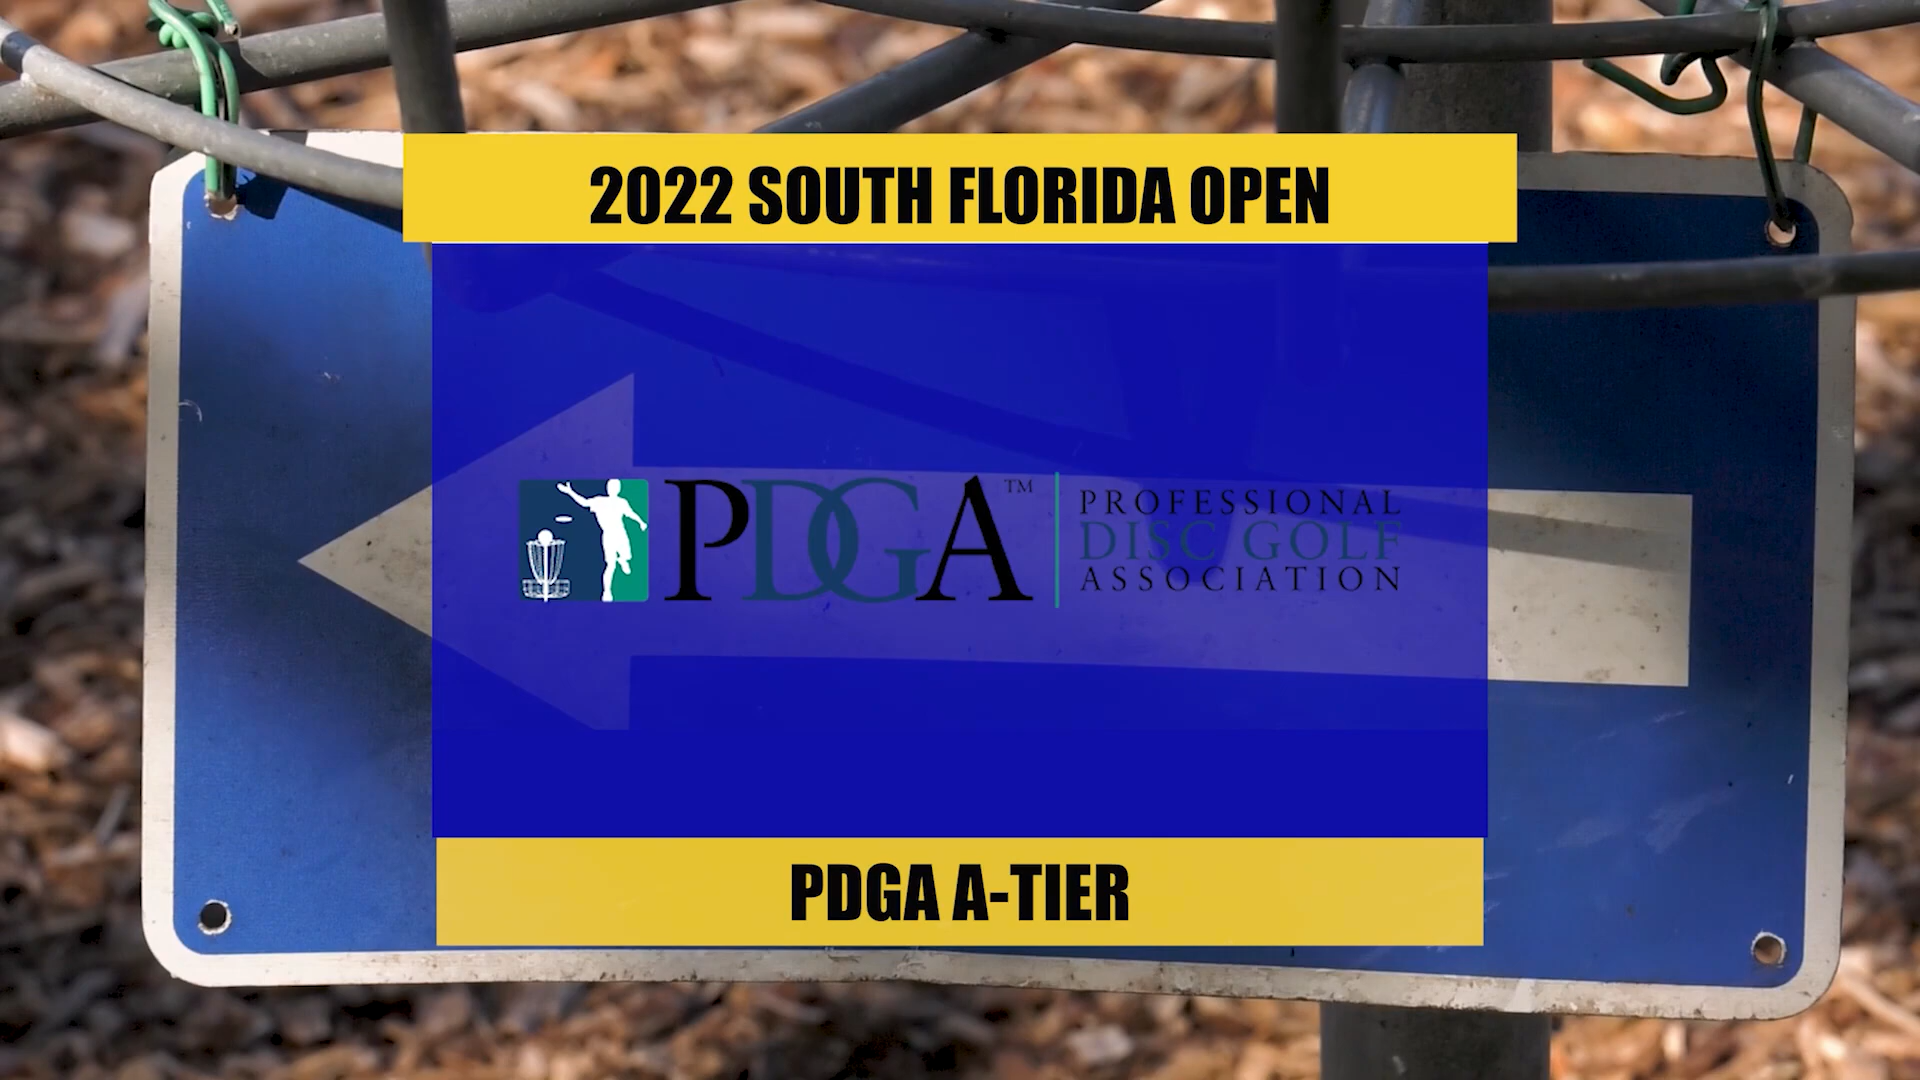 2022 SOUTH FLORIDA OPEN
PDGA™
PROFESSIONAL
DISC GOLF
ASSOCIATION
PDGA A-TIER